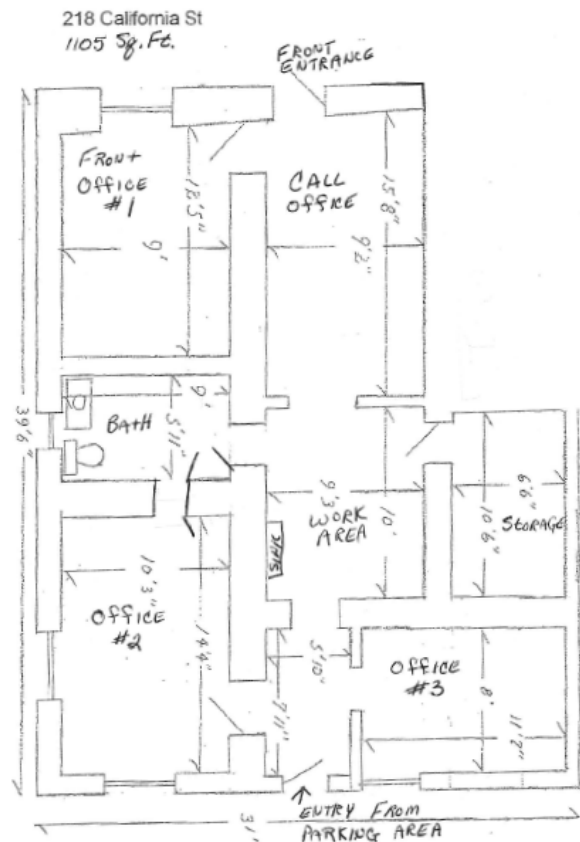 218 California St
1105 Sq.Ft.
FRONT
ENTRANCE
FRONT
OFFICE
#1
12'5"
9'
CALL
OFFICE
15'8"
9'2"
39'6"
BATH
9'
5'11"
9'3"
10'
WORK
AREA
SINK
6'6"
10'6"
STORAGE
10'3"
OFFICE
#2
14'4"
5'10"
7'11"
OFFICE
#3
8'
11'2"
ENTRY FROM
PARKING AREA
31'